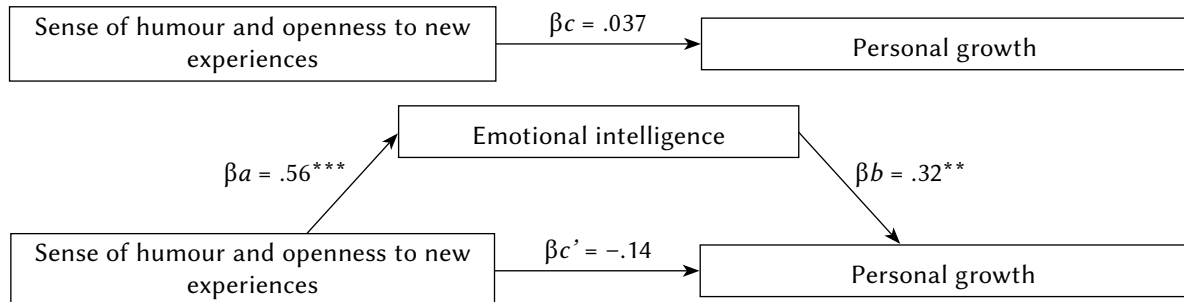 Sense of humour and openness to new
experiences
βc = .037
Personal growth
Emotional intelligence
βa = .56***
βb = .32**
Sense of humour and openness to new
experiences
βc’ = −.14
Personal growth